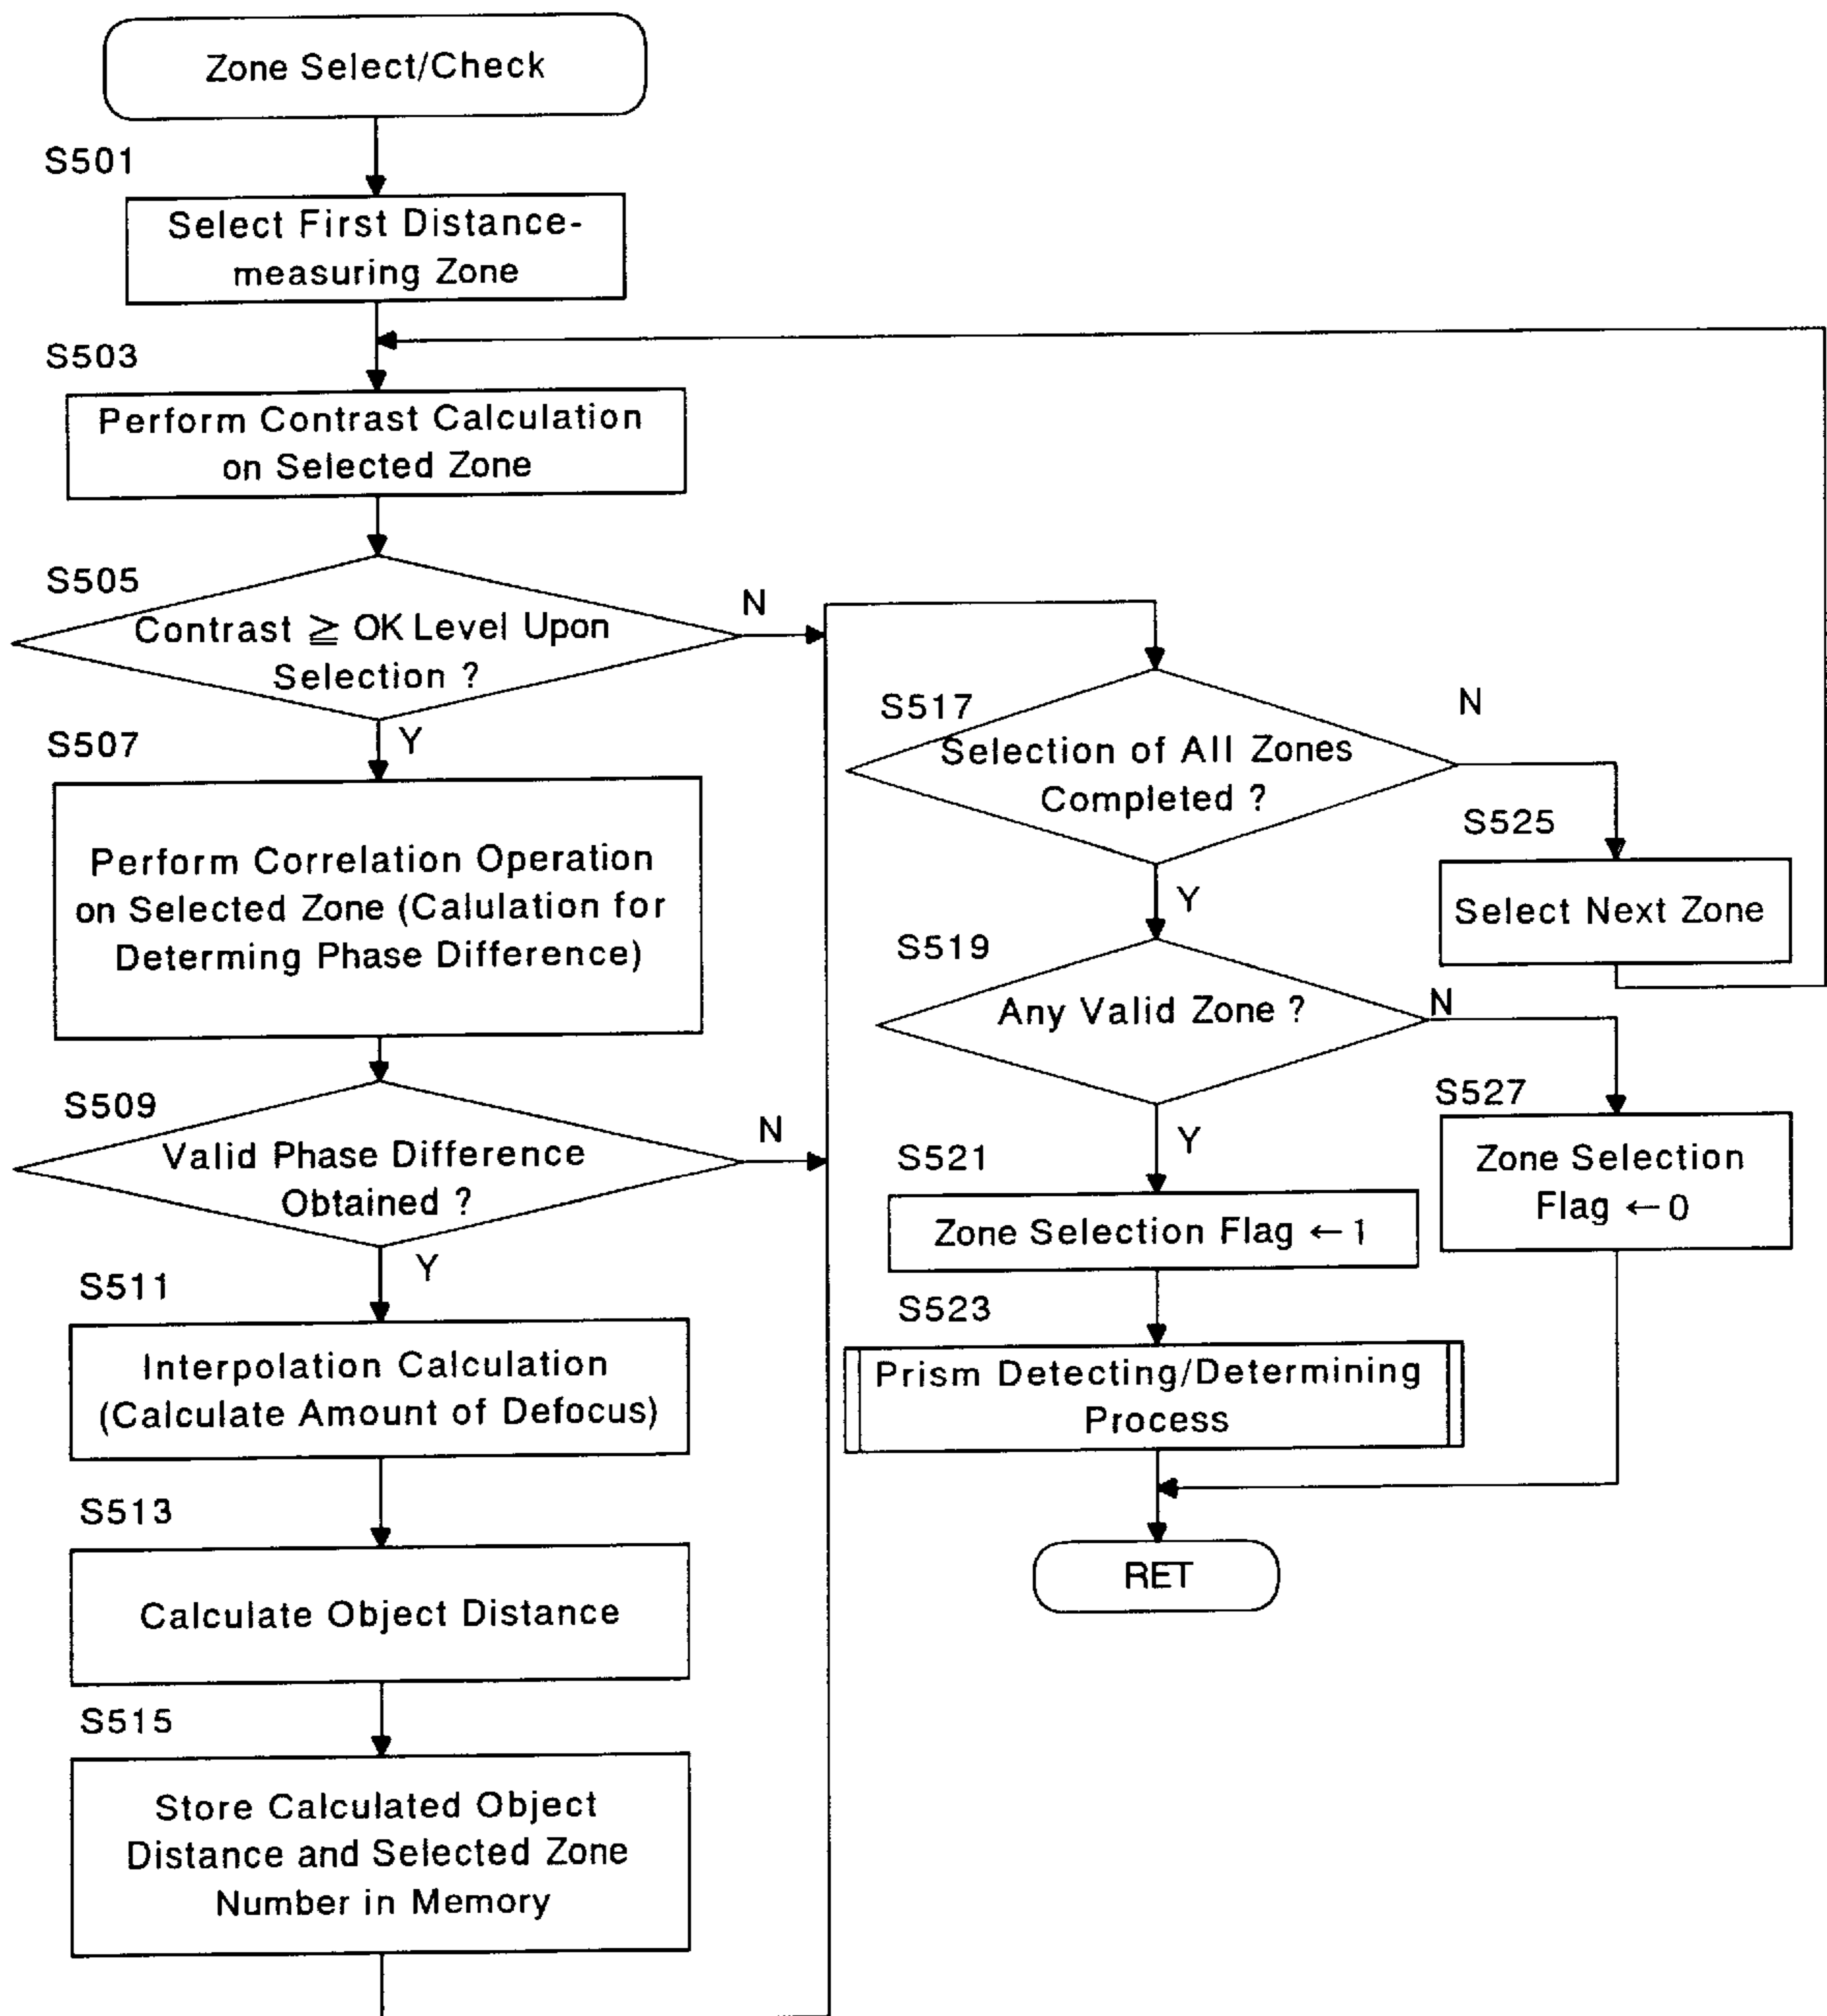 Zone Select/Check
S501
Select First Distance-
measuring Zone
S503
Perform Contrast Calculation
on Selected Zone
S505
Contrast ≧ OK Level Upon
Selection ?
N
Y
S507
Perform Correlation Operation
on Selected Zone (Calulation for
Determing Phase Difference)
S509
Valid Phase Difference
Obtained ?
N
Y
S511
Interpolation Calculation
(Calculate Amount of Defocus)
S513
Calculate Object Distance
S515
Store Calculated Object
Distance and Selected Zone
Number in Memory
S517
Selection of All Zones
Completed ?
N
Y
S525
Select Next Zone
S519
Any Valid Zone ?
N
Y
S527
Zone Selection
Flag ← 0
S521
Zone Selection Flag ← 1
S523
Prism Detecting/Determining
Process
RET